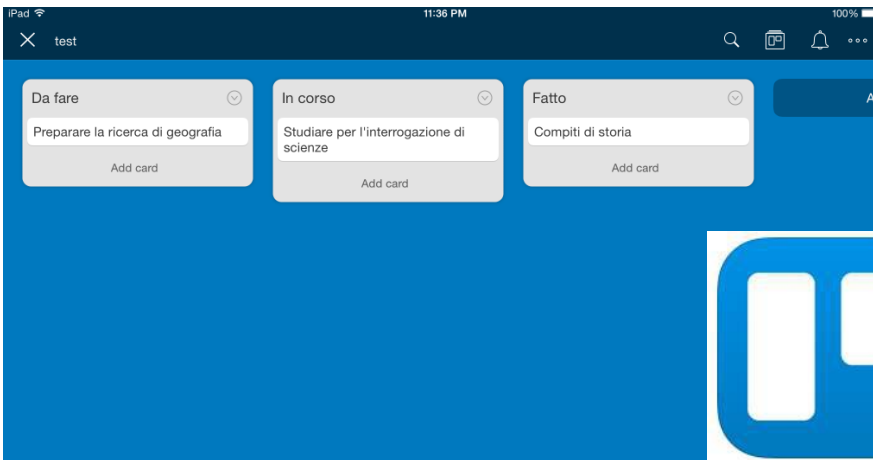 iPad 11:36 PM 100%
test
Da fare
Preparare la ricerca di geografia
Add card
In corso
Studiare per l'interrogazione di
scienze
Add card
Fatto
Compiti di storia
Add card
A